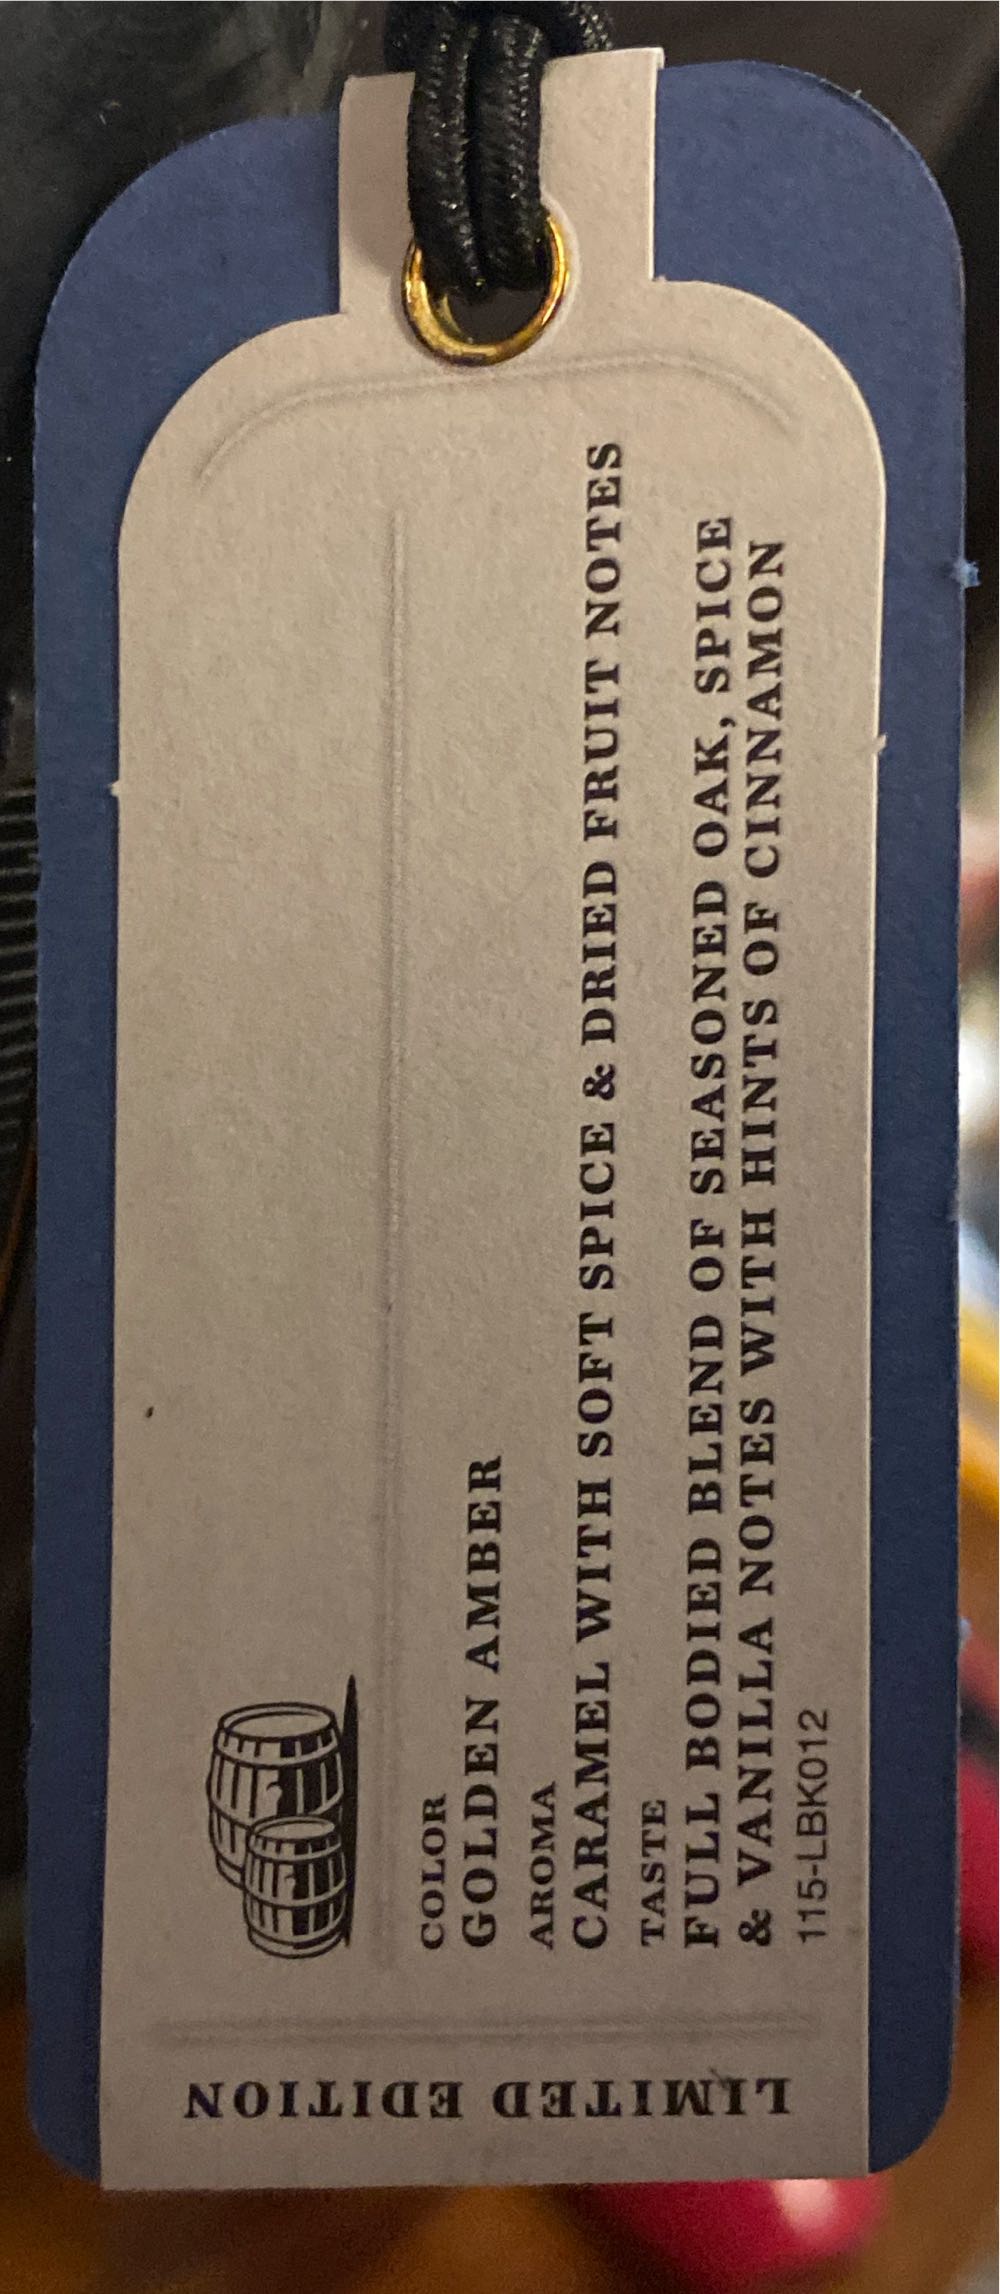 COLOR
GOLDEN AMBER
AROMA
CARAMEL WITH SOFT SPICE & DRIED FRUIT NOTES
TASTE
FULL BODIED BLEND OF SEASONED OAK, SPICE
& VANILLA NOTES WITH HINTS OF CINNAMON
115-LBK012
LIMITED EDITION